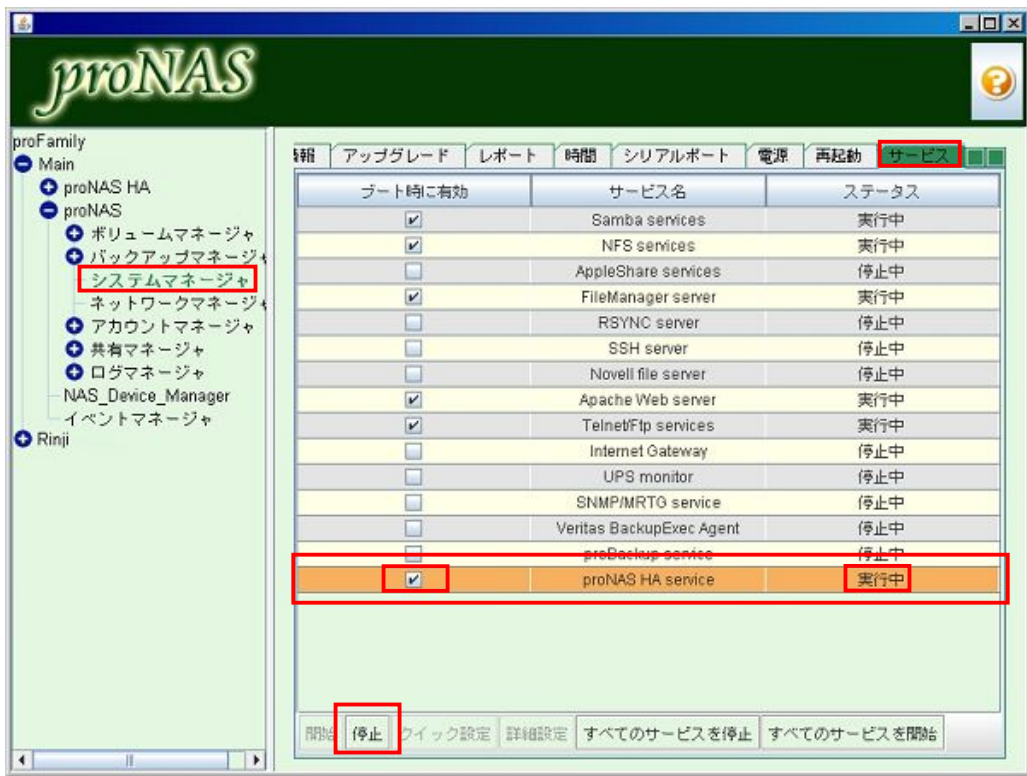 proNAS
proFamily
Main
proNAS HA
proNAS
ボリュームマネージャ
バックアップマネージャ
システムマネージャ
ネットワークマネージャ
アカウントマネージャ
共有マネージャ
ログマネージャ
NAS_Device_Manager
イベントマネージャ
Rinji
情報 アップグレード レポート 時間 シリアルポート 電源 再起動 サービス
ブート時に有効 サービス名 ステータス
Samba services 実行中
NFS services 実行中
AppleShare services 停止中
FileManager server 実行中
RSYNC server 停止中
SSH server 停止中
Novell file server 停止中
Apache Web server 実行中
Telnet/Ftp services 実行中
Internet Gateway 停止中
UPS monitor 停止中
SNMP/MRTG service 停止中
Veritas BackupExec Agent 停止中
proBackup service 停止中
proNAS HA service 実行中
開始 停止 クイック設定 詳細設定 すべてのサービスを停止 すべてのサービスを開始